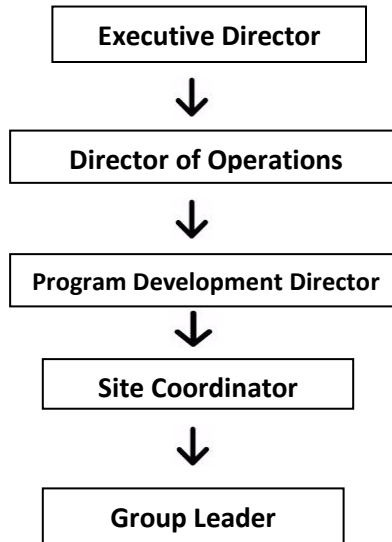 Executive Director
Director of Operations
Program Development Director
Site Coordinator
Group Leader